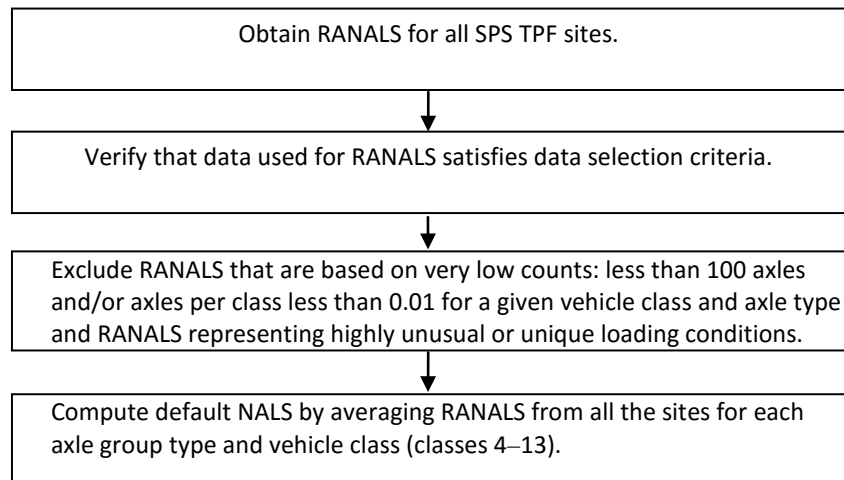 Obtain RANALS for all SPS TPF sites.
Verify that data used for RANALS satisfies data selection criteria.
Exclude RANALS that are based on very low counts: less than 100 axles
and/or axles per class less than 0.01 for a given vehicle class and axle type
and RANALS representing highly unusual or unique loading conditions.
Compute default NALS by averaging RANALS from all the sites for each
axle group type and vehicle class (classes 4–13).